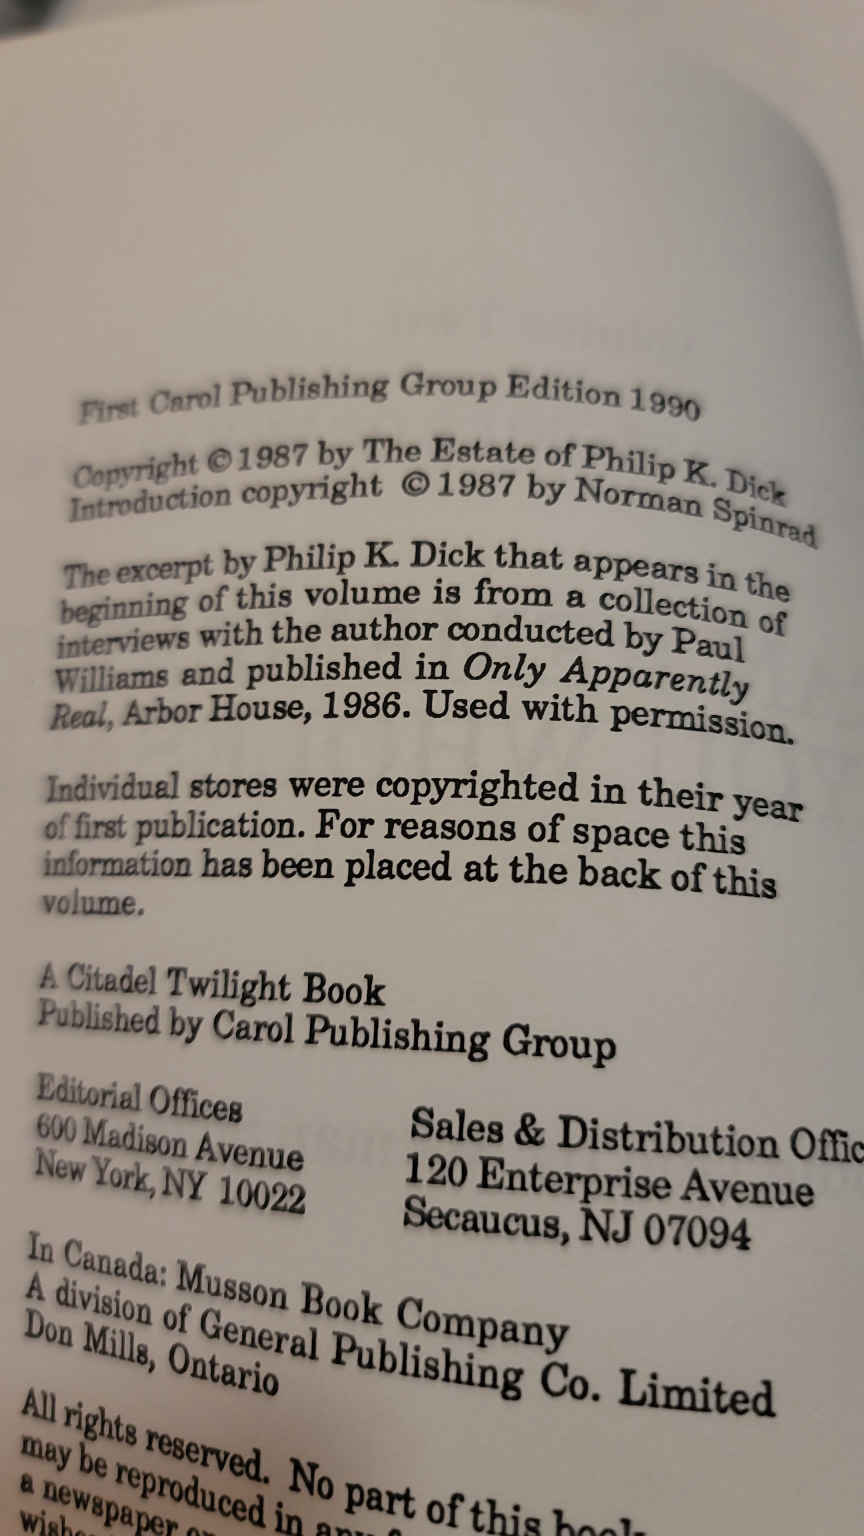 First Carol Publishing Group Edition 1990
Copyright © 1987 by The Estate of Philip K. Dick
Introduction copyright © 1987 by Norman Spinrad
The excerpt by Philip K. Dick that appears in the
beginning of this volume is from a collection of
interviews with the author conducted by Paul
Williams and published in Only Apparently
Real, Arbor House, 1986. Used with permission.
Individual stores were copyrighted in their year
of first publication. For reasons of space this
information has been placed at the back of this
volume.
A Citadel Twilight Book
Published by Carol Publishing Group
Editorial Offices
600 Madison Avenue
New York, NY 10022
Sales & Distribution Offic
120 Enterprise Avenue
Secaucus, NJ 07094
In Canada: Musson Book Company
A division of General Publishing Co. Limited
Don Mills, Ontario
All rights reserved. No part of this book
may be reproduced in any
a newspaper or